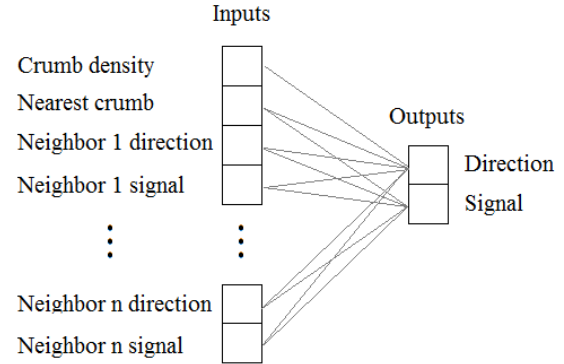 Inputs
Crumb density
Nearest crumb
Neighbor 1 direction
Neighbor 1 signal
Neighbor n direction
Neighbor n signal
Outputs
Direction
Signal